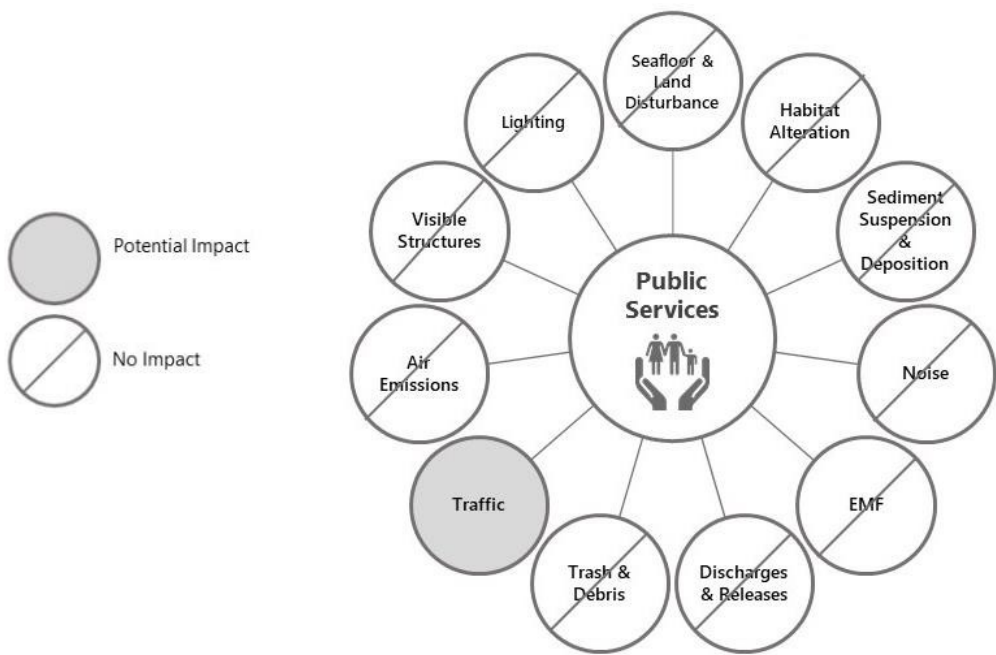 Potential Impact
No Impact
Public
Services
Seafloor &
Land
Disturbance
Habitat
Alteration
Sediment
Suspension
&
Deposition
Noise
EMF
Discharges
& Releases
Trash &
Debris
Traffic
Air
Emissions
Visible
Structures
Lighting